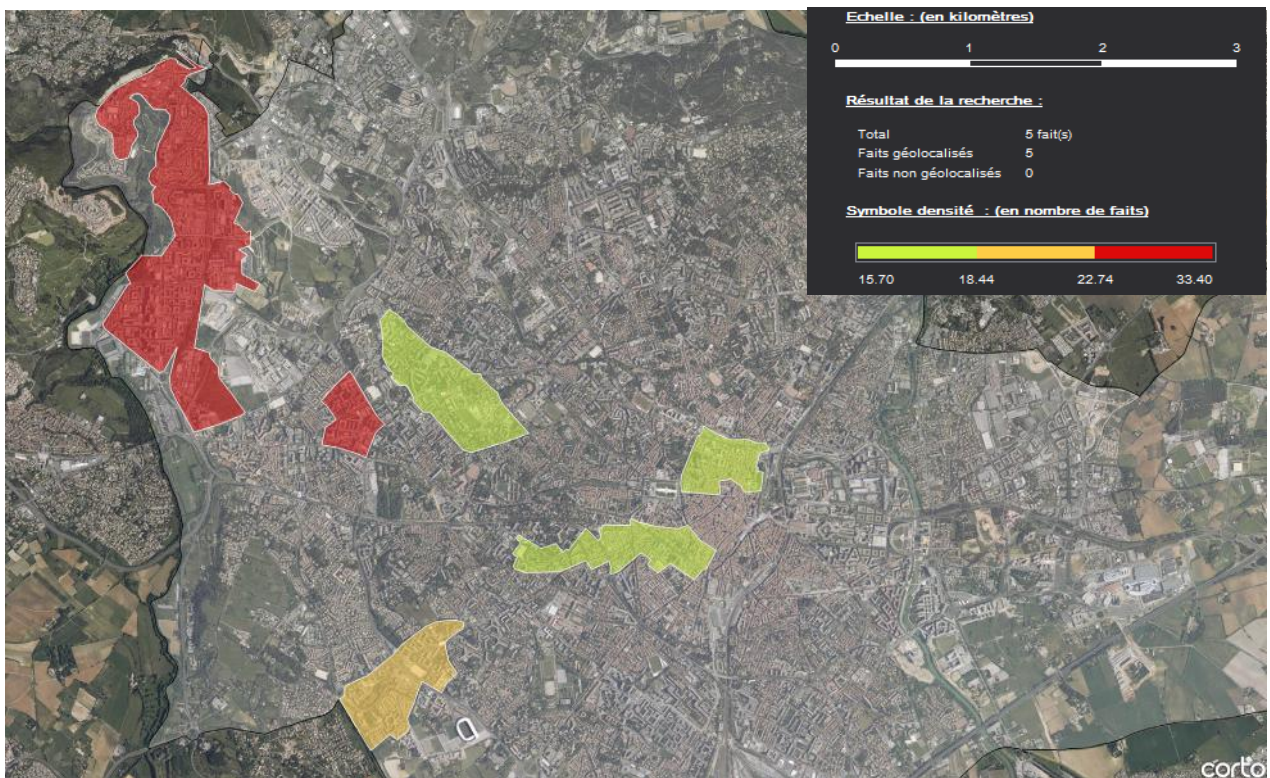 Echelle : (en kilomètres)
0 1 2 3
Résultat de la recherche :
Total 5 fait(s)
Faits géolocalisés 5
Faits non géolocalisés 0
Symbole densité : (en nombre de faits)
15.70 18.44 22.74 33.40
corto